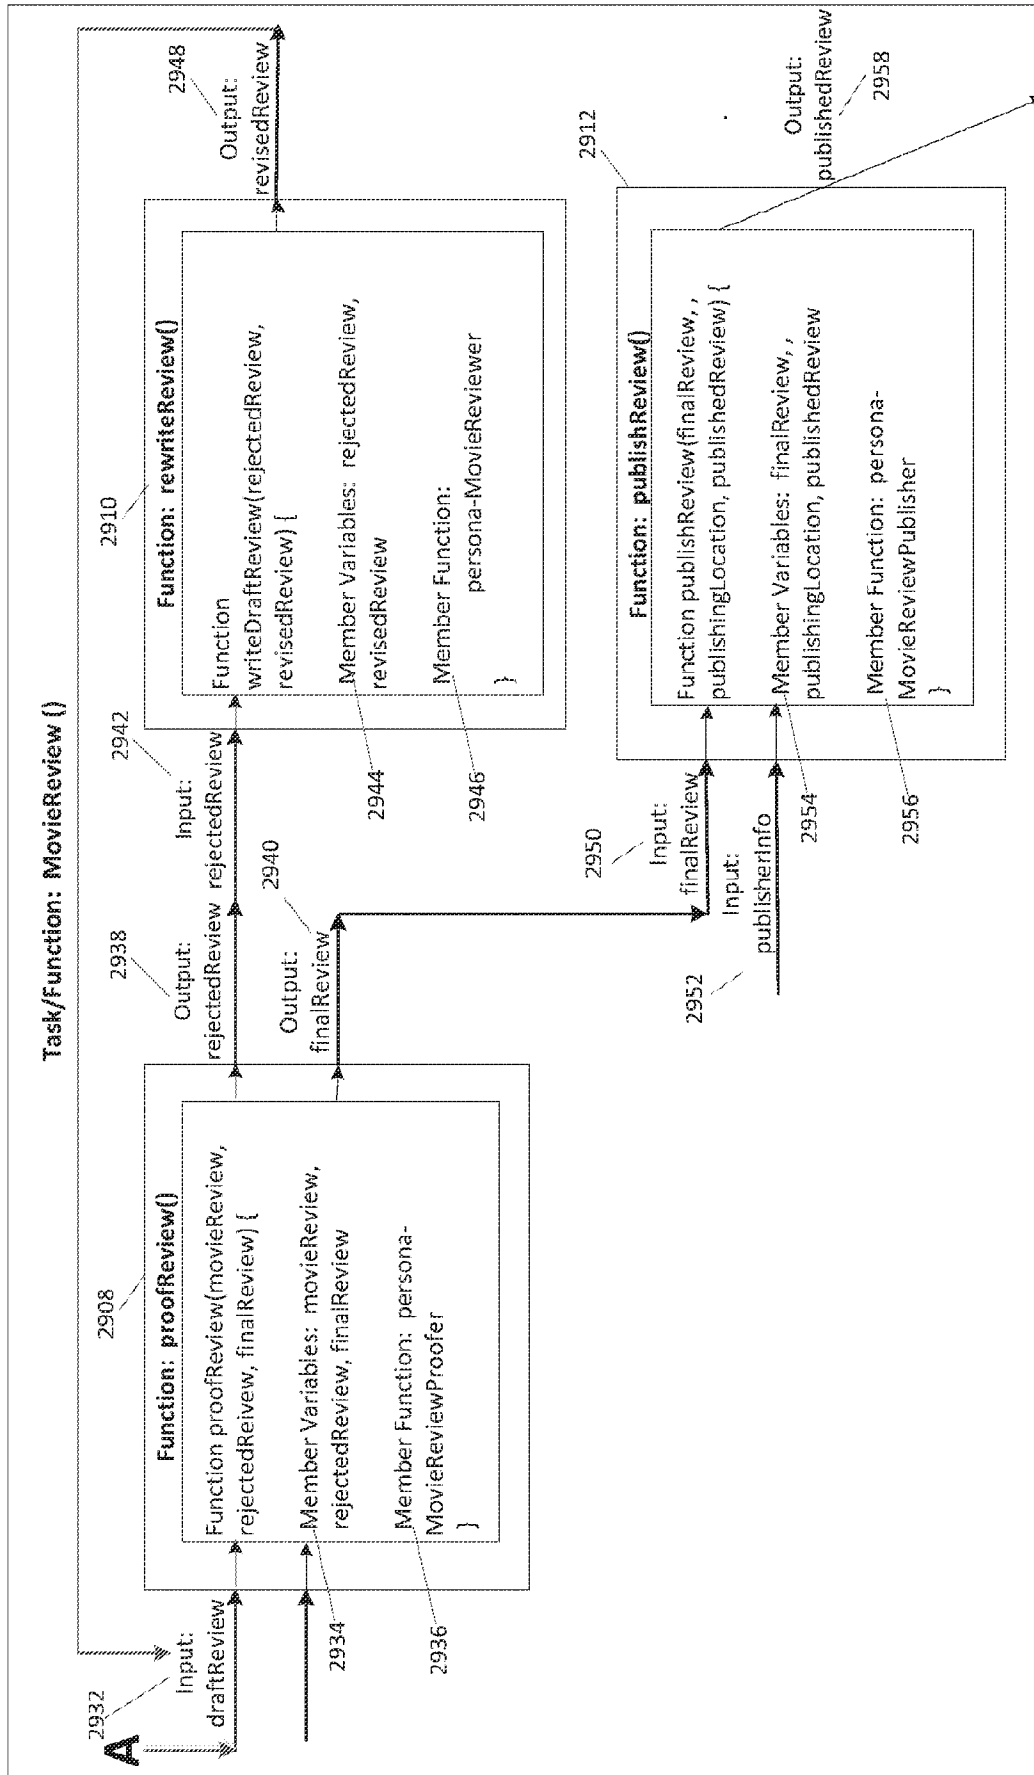 Task/Function: MovieReview ()
A
2932
Input:
draftReview
2908
Function: proofReview()
Function proofReview(movieReview,
rejectedReivew, finalReview) {
Member Variables: movieReview,
rejectedReview, finalReview
Member Function: persona-
MovieReviewProofer
}
2934
2936
2938
Output:
rejectedReview
2940
Output:
finalReview
2942
Input:
rejectedReview
2910
Function: rewriteReview()
Function
writeDraftReview(rejectedReview,
revisedReview) {
Member Variables: rejectedReview,
revisedReview
Member Function:
persona-MovieReviewer
}
2944
2946
2948
Output:
revisedReview
2950
Input:
finalReview
Input:
publisherInfo
2952
2912
Function: publishReview()
Function publishReview(finalReview, ,
publishingLocation, publishedReview) {
Member Variables: finalReview, ,
publishingLocation, publishedReview
Member Function: persona-
MovieReviewPublisher
}
2954
2956
Output:
publishedReview
2958